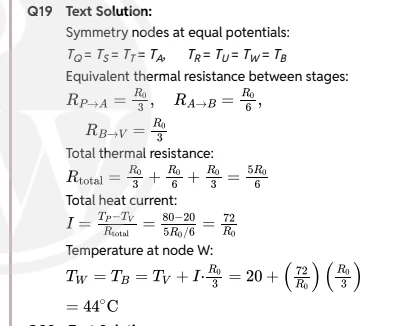 Q19 Text Solution:
Symmetry nodes at equal potentials:
T_Q = T_S = T_T = T_A, T_R = T_U = T_W = T_B
Equivalent thermal resistance between stages:
R_{P→A} = R_0/3, R_{A→B} = R_0/6,
R_{B→V} = R_0/3
Total thermal resistance:
R_total = R_0/3 + R_0/6 + R_0/3 = 5R_0/6
Total heat current:
I = (T_P−T_V)/R_total = (80−20)/(5R_0/6) = 72/R_0
Temperature at node W:
T_W = T_B = T_V + I·R_0/3 = 20 + (72/R_0)(R_0/3)
= 44°C